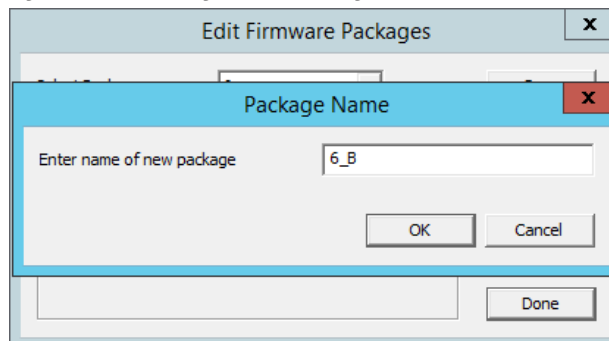 Edit Firmware Packages
x
Package Name
x
Enter name of new package
6_B
OK
Cancel
Done